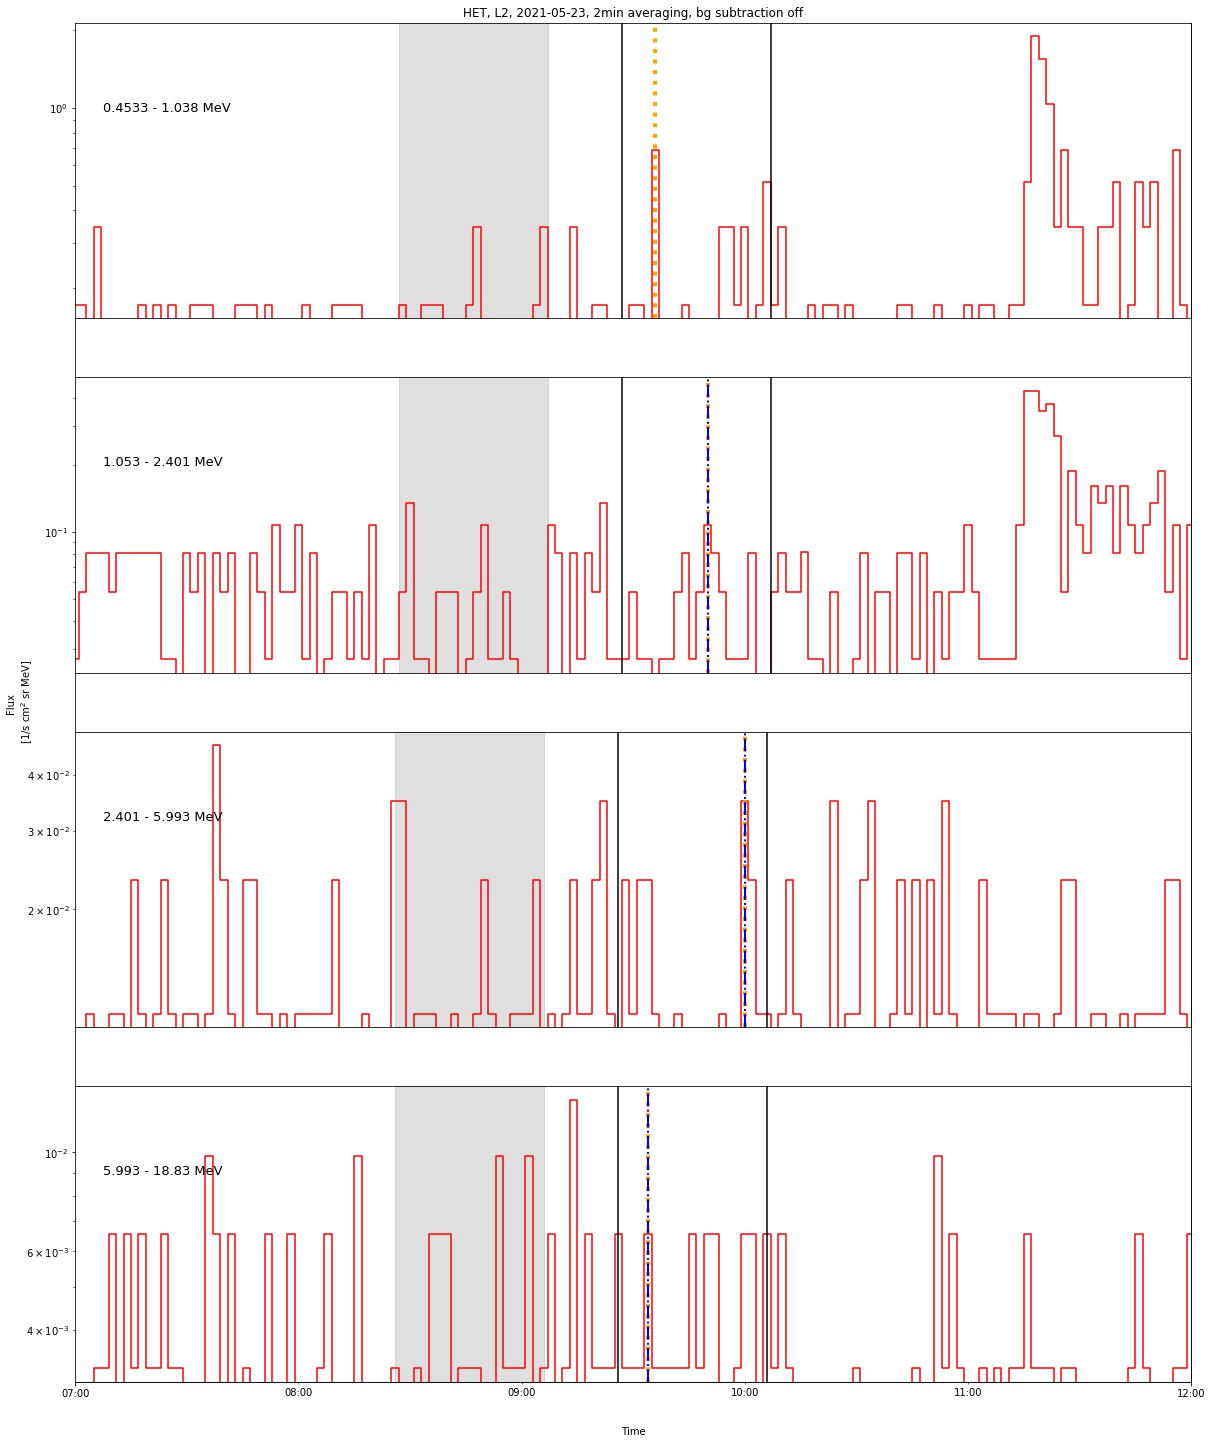 HET, L2, 2021-05-23, 2min averaging, bg subtraction off
10⁰
0.4533 - 1.038 MeV
1.053 - 2.401 MeV
10⁻¹
Flux
[1/s cm² sr MeV]
4 × 10⁻²
2.401 - 5.993 MeV
3 × 10⁻²
2 × 10⁻²
10⁻²
5.993 - 18.83 MeV
6 × 10⁻³
4 × 10⁻³
07:00 08:00 09:00 10:00 11:00 12:00
Time